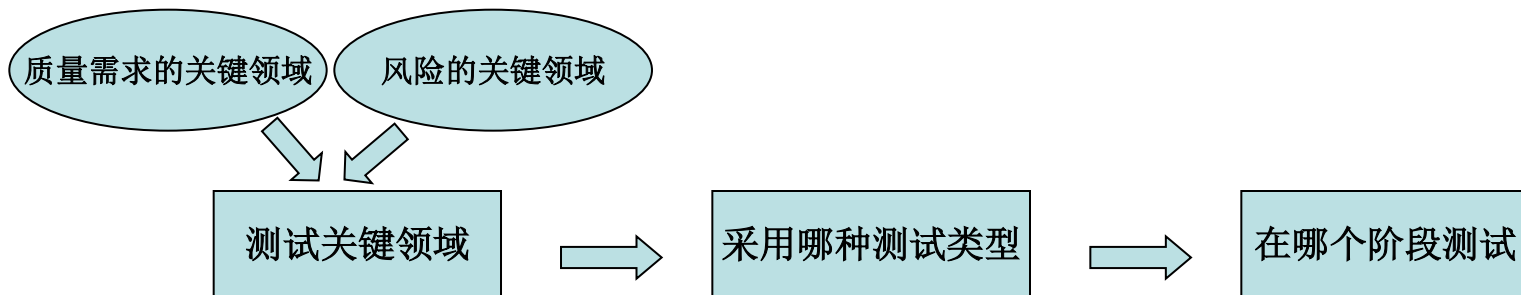 质量需求的关键领域
风险的关键领域
测试关键领域
采用哪种测试类型
在哪个阶段测试